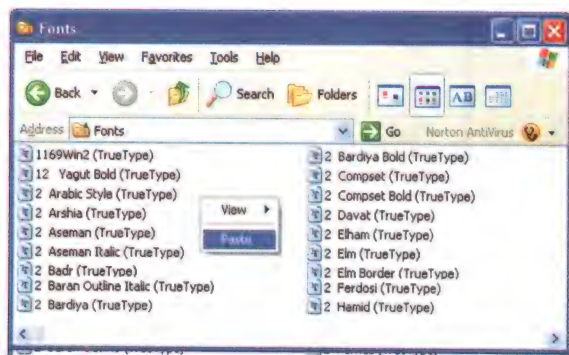 Fonts
File Edit View Favorites Tools Help
Back Search Folders AB
Address Fonts Go Norton AntiVirus
1169Win2 (TrueType)
12 Yagut Bold (TrueType)
2 Arabic Style (TrueType)
2 Arshia (TrueType)
2 Aseman (TrueType)
2 Aseman Italic (TrueType)
2 Badr (TrueType)
2 Baran Outline Italic (TrueType)
2 Bardiya (TrueType)
View
Paste
2 Bardiya Bold (TrueType)
2 Compset (TrueType)
2 Compset Bold (TrueType)
2 Davat (TrueType)
2 Elham (TrueType)
2 Elm (TrueType)
2 Elm Border (TrueType)
2 Ferdosi (TrueType)
2 Hamid (TrueType)